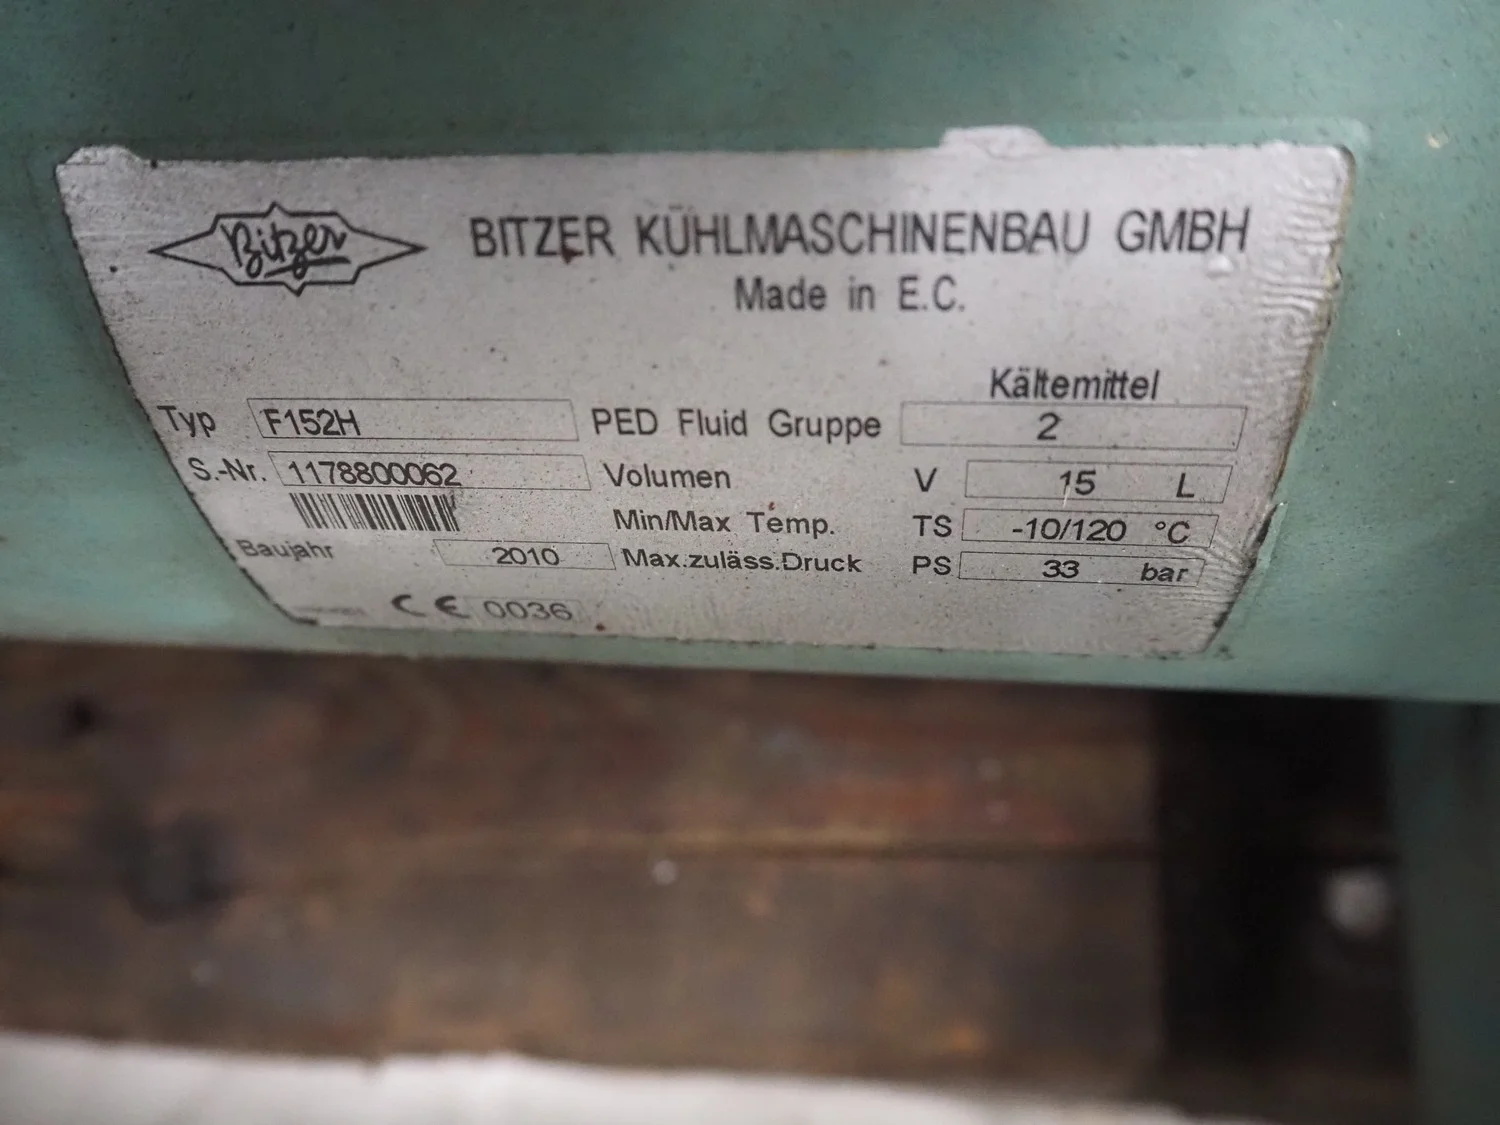 Bitzer
BITZER KÜHLMASCHINENBAU GMBH
Made in E.C.
Kältemittel
Typ F152H PED Fluid Gruppe 2
S.-Nr. 1178800062 Volumen V 15 L
Min/Max Temp. TS -10/120 °C
Baujahr 2010 Max.zuläss.Druck PS 33 bar
CE 0036